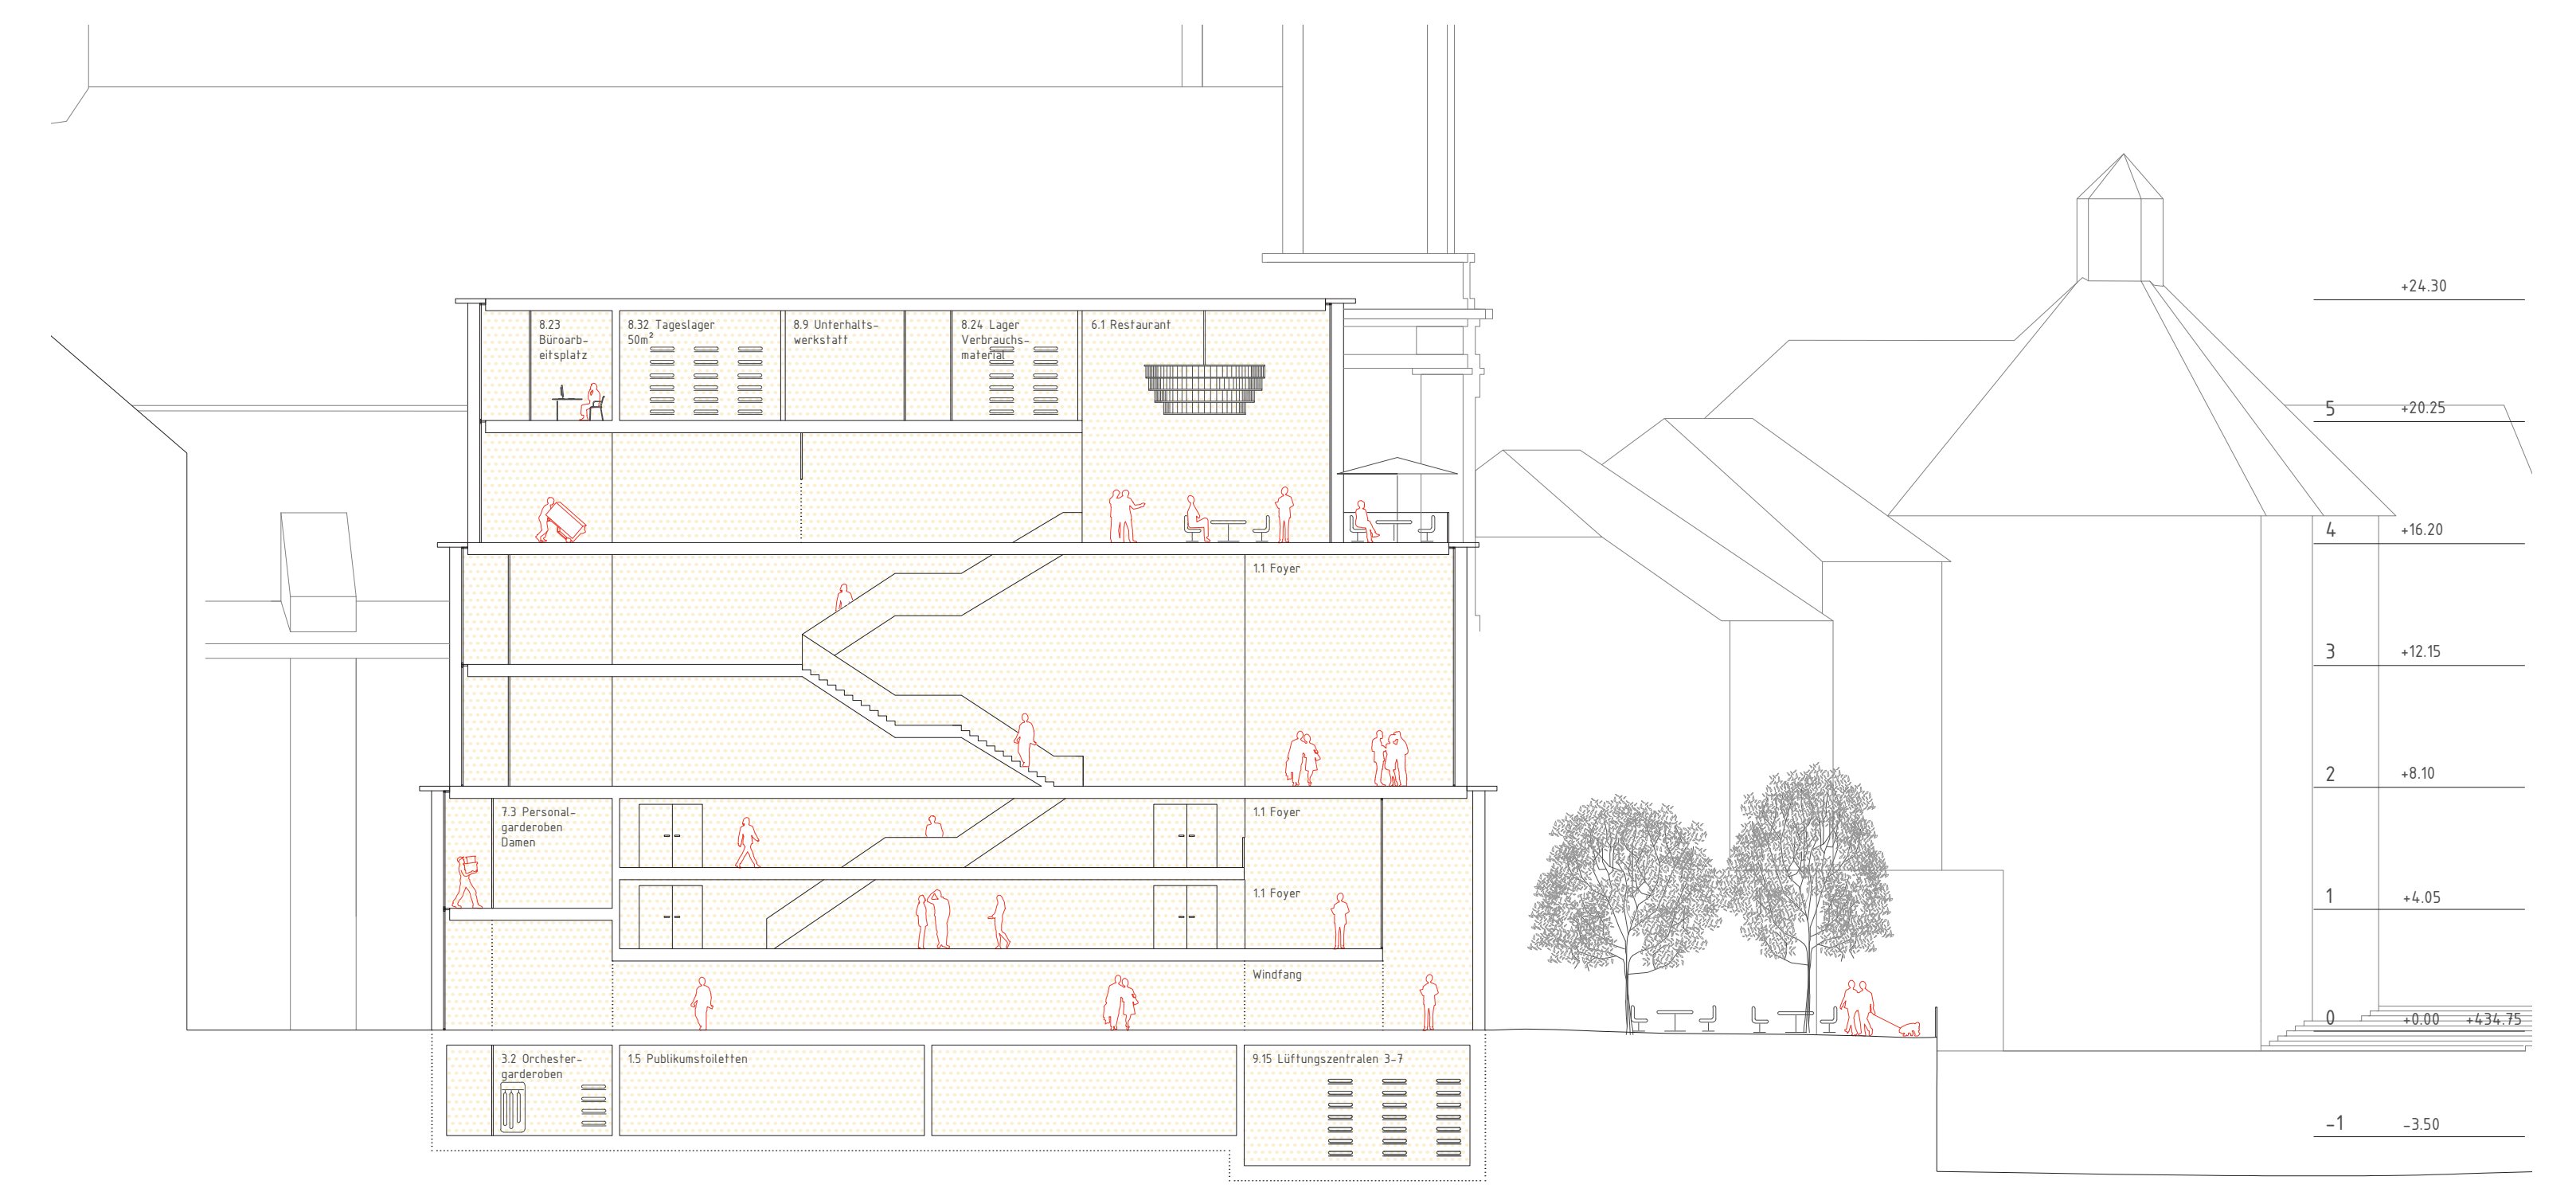 +24.30
8.23
Büroarb-
eitsplatz
8.32 Tageslager
50m²
8.9 Unterhalts-
werkstatt
8.24 Lager
Verbrauchs-
material
6.1 Restaurant
5 +20.25
4 +16.20
1.1 Foyer
3 +12.15
2 +8.10
7.3 Personal-
garderoben
Damen
1.1 Foyer
1.1 Foyer
1 +4.05
Windfang
0 +0.00 +434.75
3.2 Orchester-
garderoben
1.5 Publikumstoiletten
9.15 Lüftungszentralen 3-7
-1 -3.50